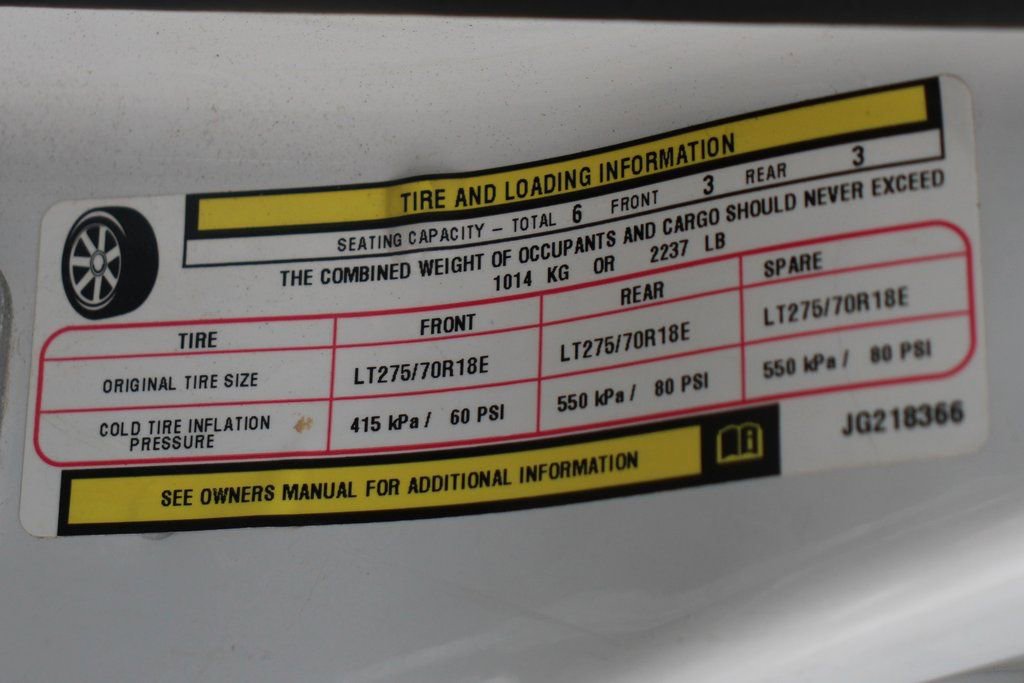 TIRE AND LOADING INFORMATION
SEATING CAPACITY – TOTAL 6 FRONT 3 REAR 3
THE COMBINED WEIGHT OF OCCUPANTS AND CARGO SHOULD NEVER EXCEED
1014 KG OR 2237 LB
TIRE FRONT REAR SPARE
ORIGINAL TIRE SIZE LT275/70R18E LT275/70R18E LT275/70R18E
COLD TIRE INFLATION PRESSURE 415 kPa / 60 PSI 550 kPa / 80 PSI 550 kPa / 80 PSI
SEE OWNERS MANUAL FOR ADDITIONAL INFORMATION
JG218366